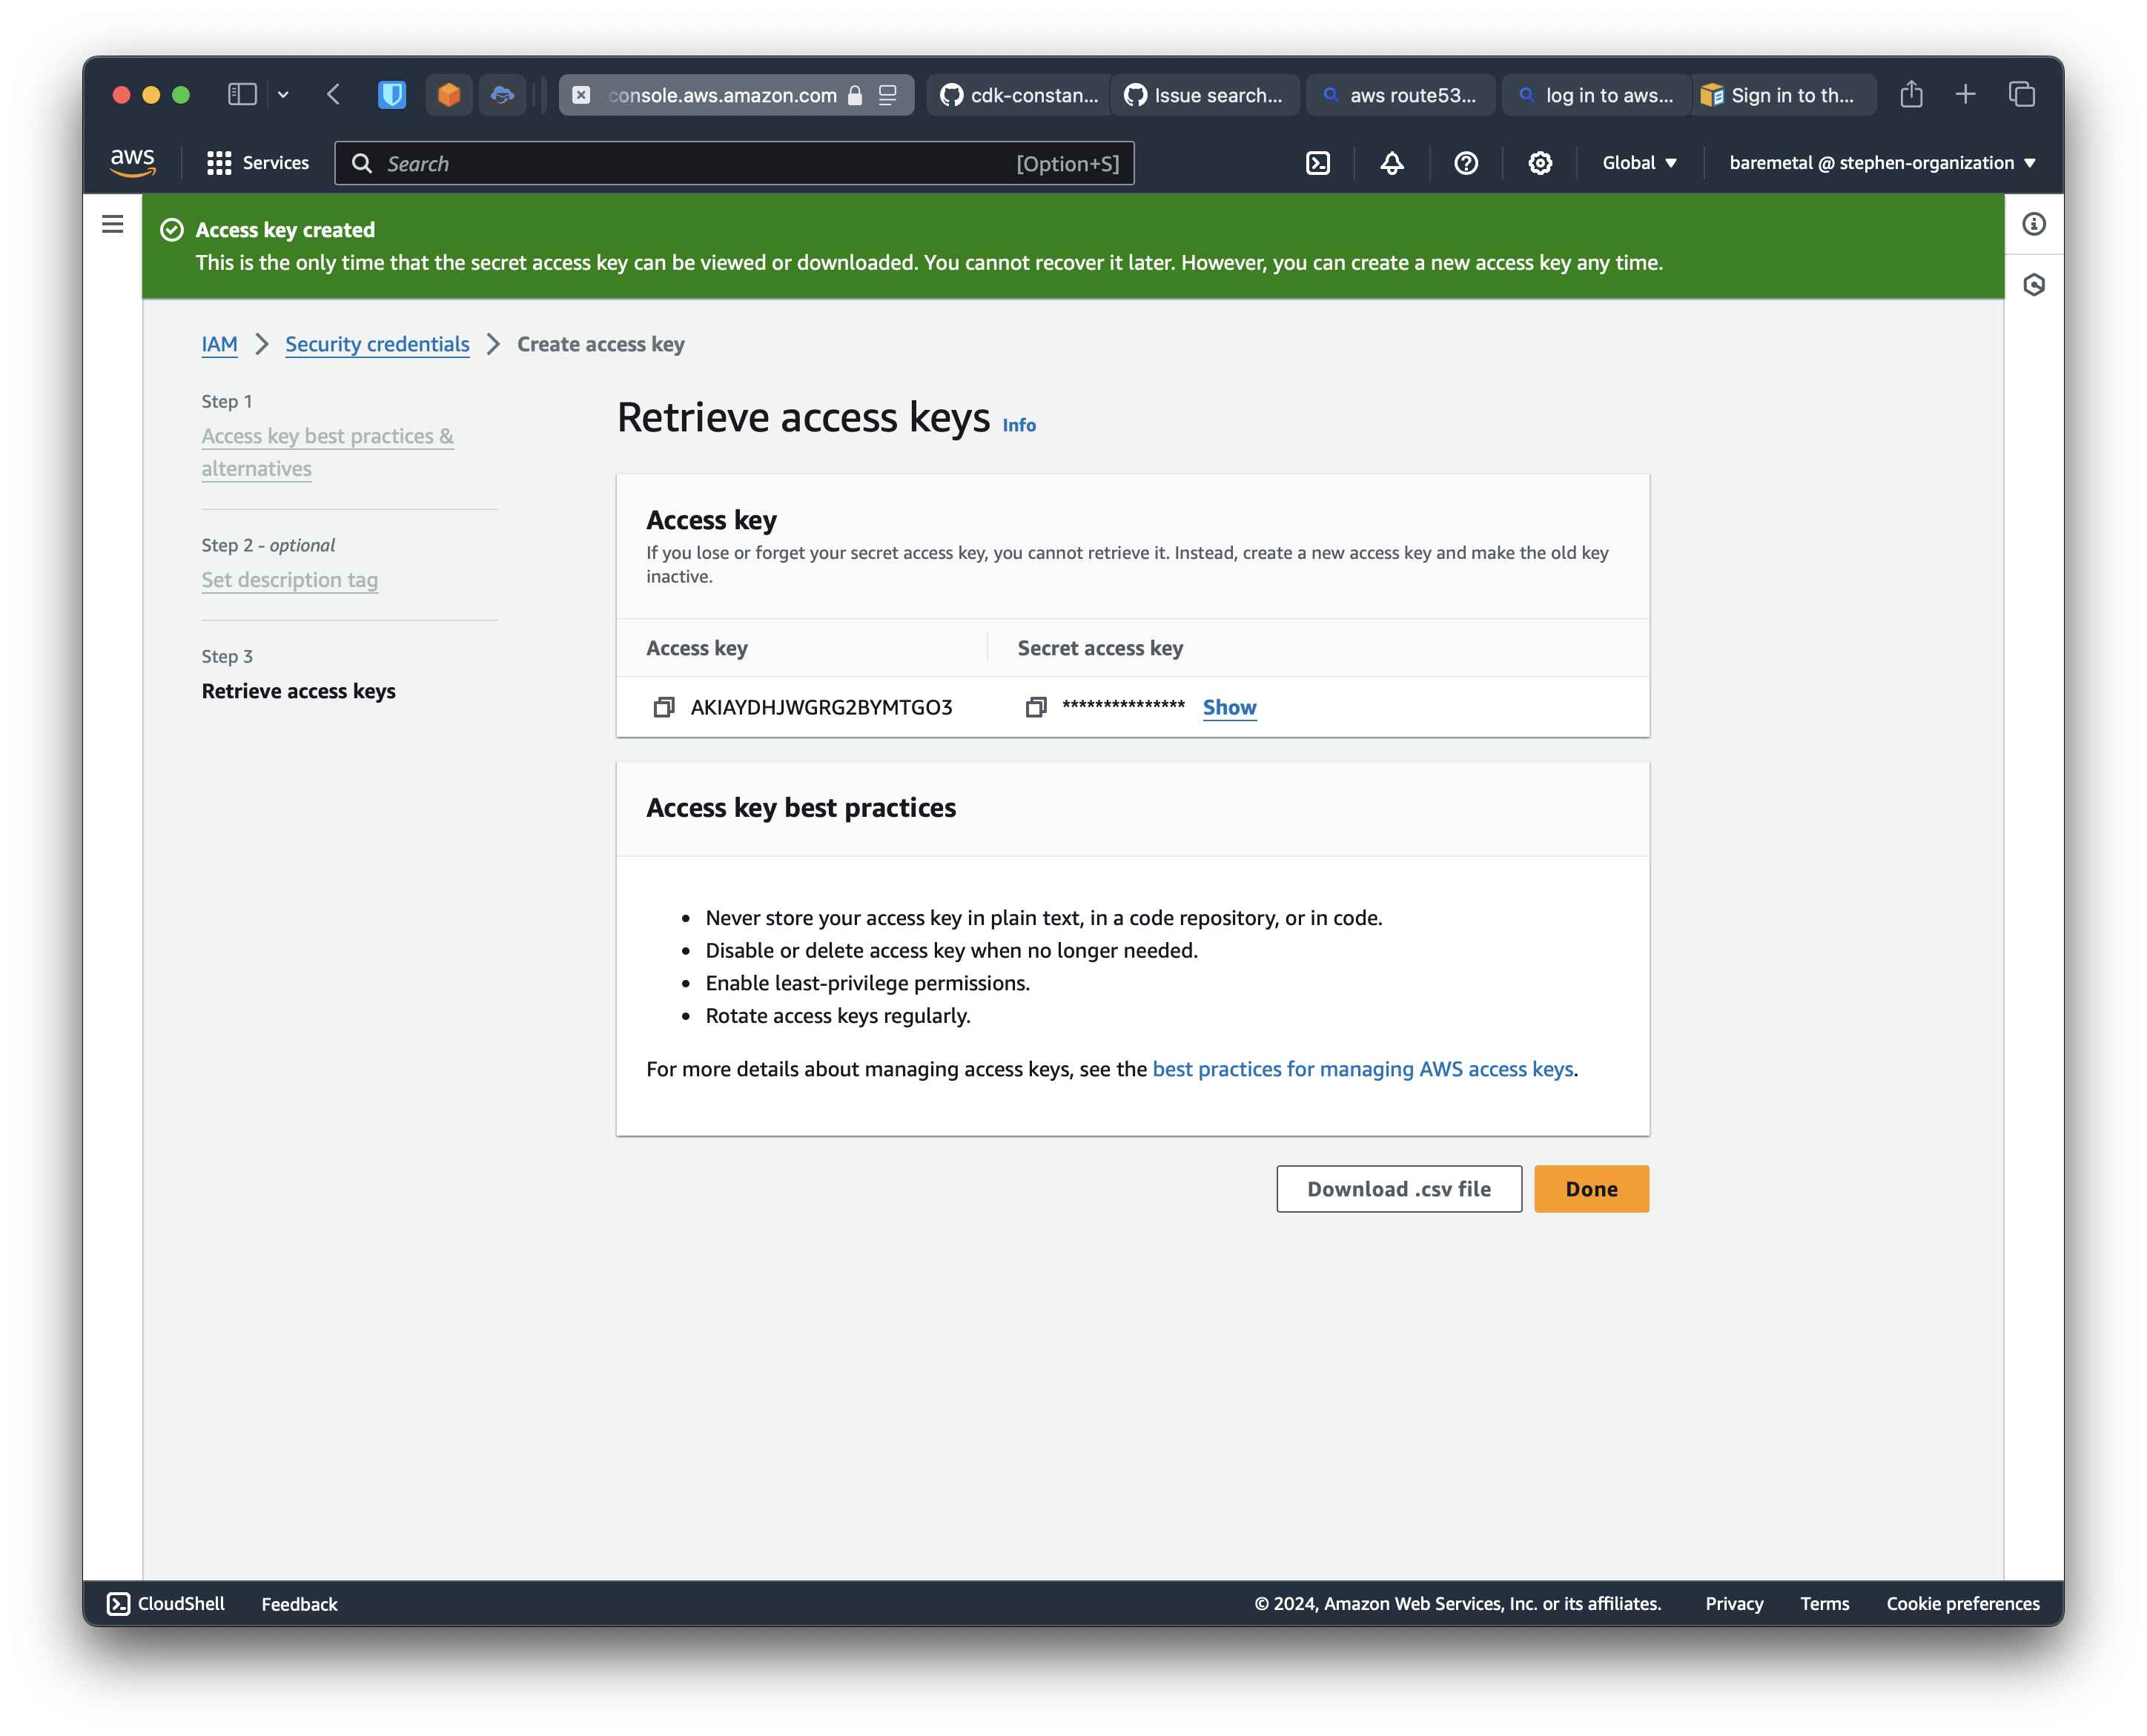 console.aws.amazon.com
cdk-constan...
Issue search...
aws route53...
log in to aws...
Sign in to th...
aws
Services
Search
[Option+S]
Global
baremetal @ stephen-organization
Access key created
This is the only time that the secret access key can be viewed or downloaded. You cannot recover it later. However, you can create a new access key any time.
IAM > Security credentials > Create access key
Step 1
Access key best practices &
alternatives
Step 2 - optional
Set description tag
Step 3
Retrieve access keys
Retrieve access keys Info
Access key
If you lose or forget your secret access key, you cannot retrieve it. Instead, create a new access key and make the old key
inactive.
Access key
Secret access key
AKIAYDHJWGRG2BYMTGO3
*************** Show
Access key best practices
• Never store your access key in plain text, in a code repository, or in code.
• Disable or delete access key when no longer needed.
• Enable least-privilege permissions.
• Rotate access keys regularly.
For more details about managing access keys, see the best practices for managing AWS access keys.
Download .csv file
Done
CloudShell
Feedback
© 2024, Amazon Web Services, Inc. or its affiliates.
Privacy
Terms
Cookie preferences